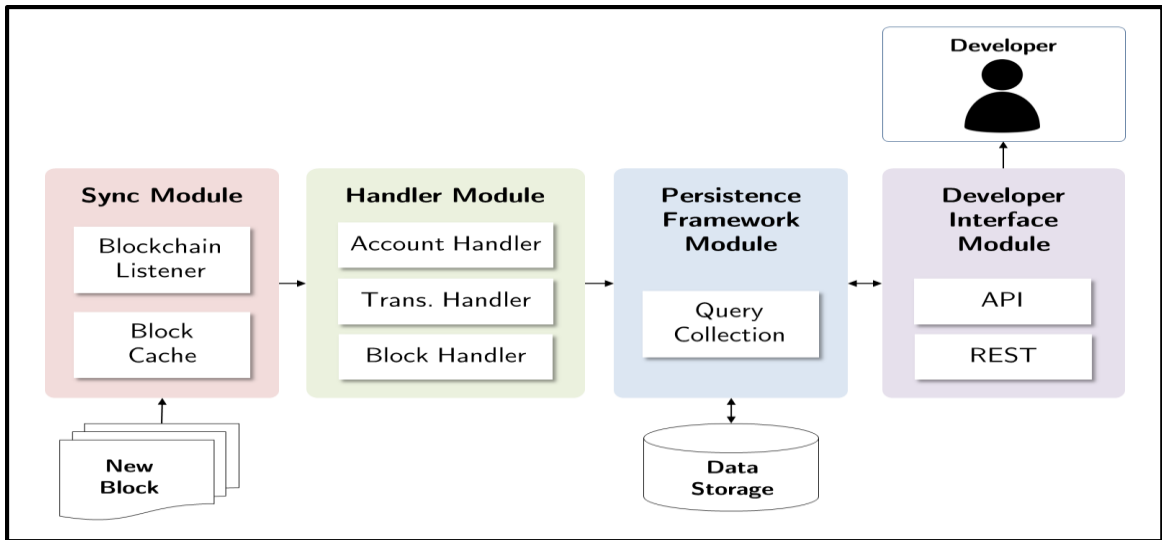 Developer
Sync Module
Blockchain
Listener
Block
Cache
New
Block
Handler Module
Account Handler
Trans. Handler
Block Handler
Persistence
Framework
Module
Query
Collection
Data
Storage
Developer
Interface
Module
API
REST